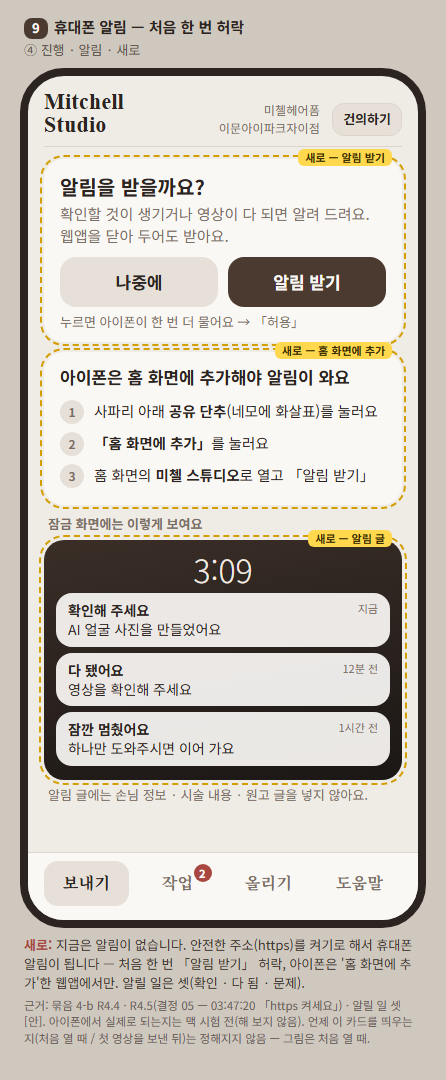 9 휴대폰 알림 — 처음 한 번 허락
④ 진행 · 알림 · 새로
Mitchell
Studio
미쉘헤어폼
이문아이파크자이점
건의하기
새로 — 알림 받기
알림을 받을까요?
확인할 것이 생기거나 영상이 다 되면 알려 드려요.
웹앱을 닫아 두어도 받아요.
나중에
알림 받기
누르면 아이폰이 한 번 더 물어요 → 「허용」
새로 — 홈 화면에 추가
아이폰은 홈 화면에 추가해야 알림이 와요
1 사파리 아래 공유 단추(네모에 화살표)를 눌러요
2 「홈 화면에 추가」를 눌러요
3 홈 화면의 미쉘 스튜디오로 열고 「알림 받기」
잠금 화면에는 이렇게 보여요
새로 — 알림 글
3:09
확인해 주세요 지금
AI 얼굴 사진을 만들었어요
다 됐어요 12분 전
영상을 확인해 주세요
잠깐 멈췄어요 1시간 전
하나만 도와주시면 이어 가요
알림 글에는 손님 정보 · 시술 내용 · 원고 글을 넣지 않아요.
보내기
작업 2
올리기
도움말
새로: 지금은 알림이 없습니다. 안전한 주소(https)를 켜기로 해서 휴대폰
알림이 됩니다 — 처음 한 번 「알림 받기」 허락, 아이폰은 '홈 화면에 추
가'한 웹앱에서만. 알릴 일은 셋(확인 · 다 됨 · 문제).
근거: 묶음 4-b R4.4 · R4.5(결정 05 — 03:47:20 「https 켜세요」) · 알릴 일 셋
[안]. 아이폰에서 실제로 되는지는 맥 시험 전(해 보지 않음). 언제 이 카드를 띄우는
지(처음 열 때 / 첫 영상을 보낸 뒤)는 정해지지 않음 — 그림은 처음 열 때.